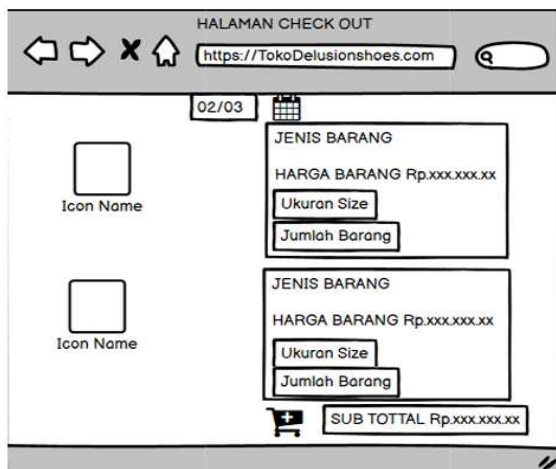 HALAMAN CHECK OUT
https://TokoDelusionshoes.com
02/03
JENIS BARANG
HARGA BARANG Rp.xxx.xxx.xx
Ukuran Size
Jumlah Barang
Icon Name
JENIS BARANG
HARGA BARANG Rp.xxx.xxx.xx
Ukuran Size
Jumlah Barang
Icon Name
SUB TOTTAL Rp.xxx.xxx.xx